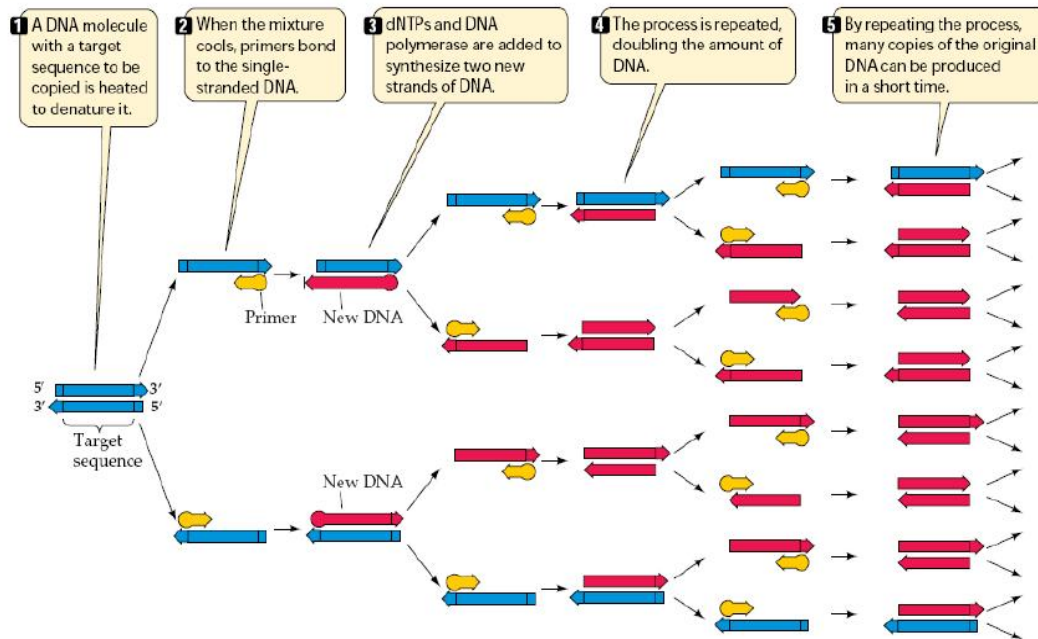 1 A DNA molecule
with a target
sequence to be
copied is heated
to denature it.
2 When the mixture
cools, primers bond
to the single-
stranded DNA.
3 dNTPs and DNA
polymerase are added to
synthesize two new
strands of DNA.
4 The process is repeated,
doubling the amount of
DNA.
5 By repeating the process,
many copies of the original
DNA can be produced
in a short time.
Primer
New DNA
5′ 3′
3′ 5′
Target
sequence
New DNA